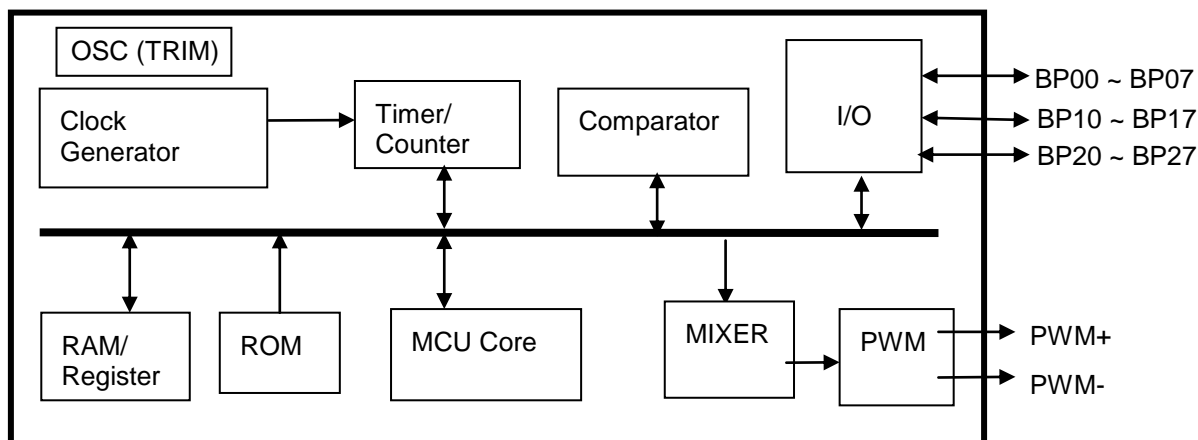 OSC (TRIM)
Clock
Generator
Timer/
Counter
Comparator
I/O
BP00 ~ BP07
BP10 ~ BP17
BP20 ~ BP27
RAM/
Register
ROM
MCU Core
MIXER
PWM
PWM+
PWM-